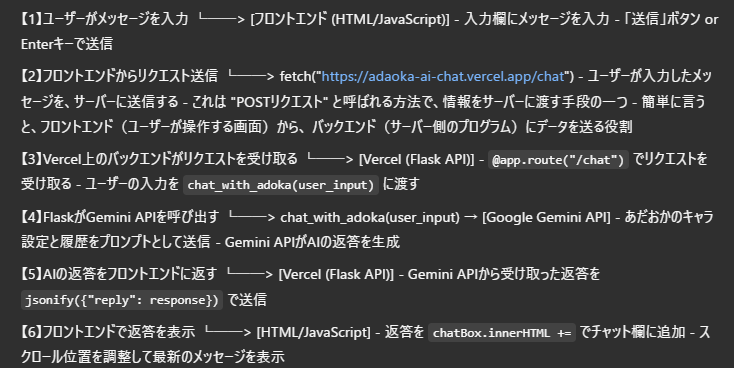 【1】ユーザーがメッセージを入力 └───> [フロントエンド (HTML/JavaScript)] - 入力欄にメッセージを入力 - 「送信」ボタン or
Enterキーで送信
【2】フロントエンドからリクエスト送信 └───> fetch("https://adaoka-ai-chat.vercel.app/chat") - ユーザーが入力したメッ
セージを、サーバーに送信する - これは "POSTリクエスト" と呼ばれる方法で、情報をサーバーに渡す手段の一つ - 簡単に言う
と、フロントエンド（ユーザーが操作する画面）から、バックエンド（サーバー側のプログラム）にデータを送る役割
【3】Vercel上のバックエンドがリクエストを受け取る └───> [Vercel (Flask API)] - @app.route("/chat") でリクエストを
受け取る - ユーザーの入力を chat_with_adoka(user_input) に渡す
【4】FlaskがGemini APIを呼び出す └───> chat_with_adoka(user_input) → [Google Gemini API] - あだおかのキャラ
設定と履歴をプロンプトとして送信 - Gemini APIがAIの返答を生成
【5】AIの返答をフロントエンドに返す └───> [Vercel (Flask API)] - Gemini APIから受け取った返答を
jsonify({"reply": response}) で送信
【6】フロントエンドで返答を表示 └───> [HTML/JavaScript] - 返答を chatBox.innerHTML += でチャット欄に追加 - ス
クロール位置を調整して最新のメッセージを表示